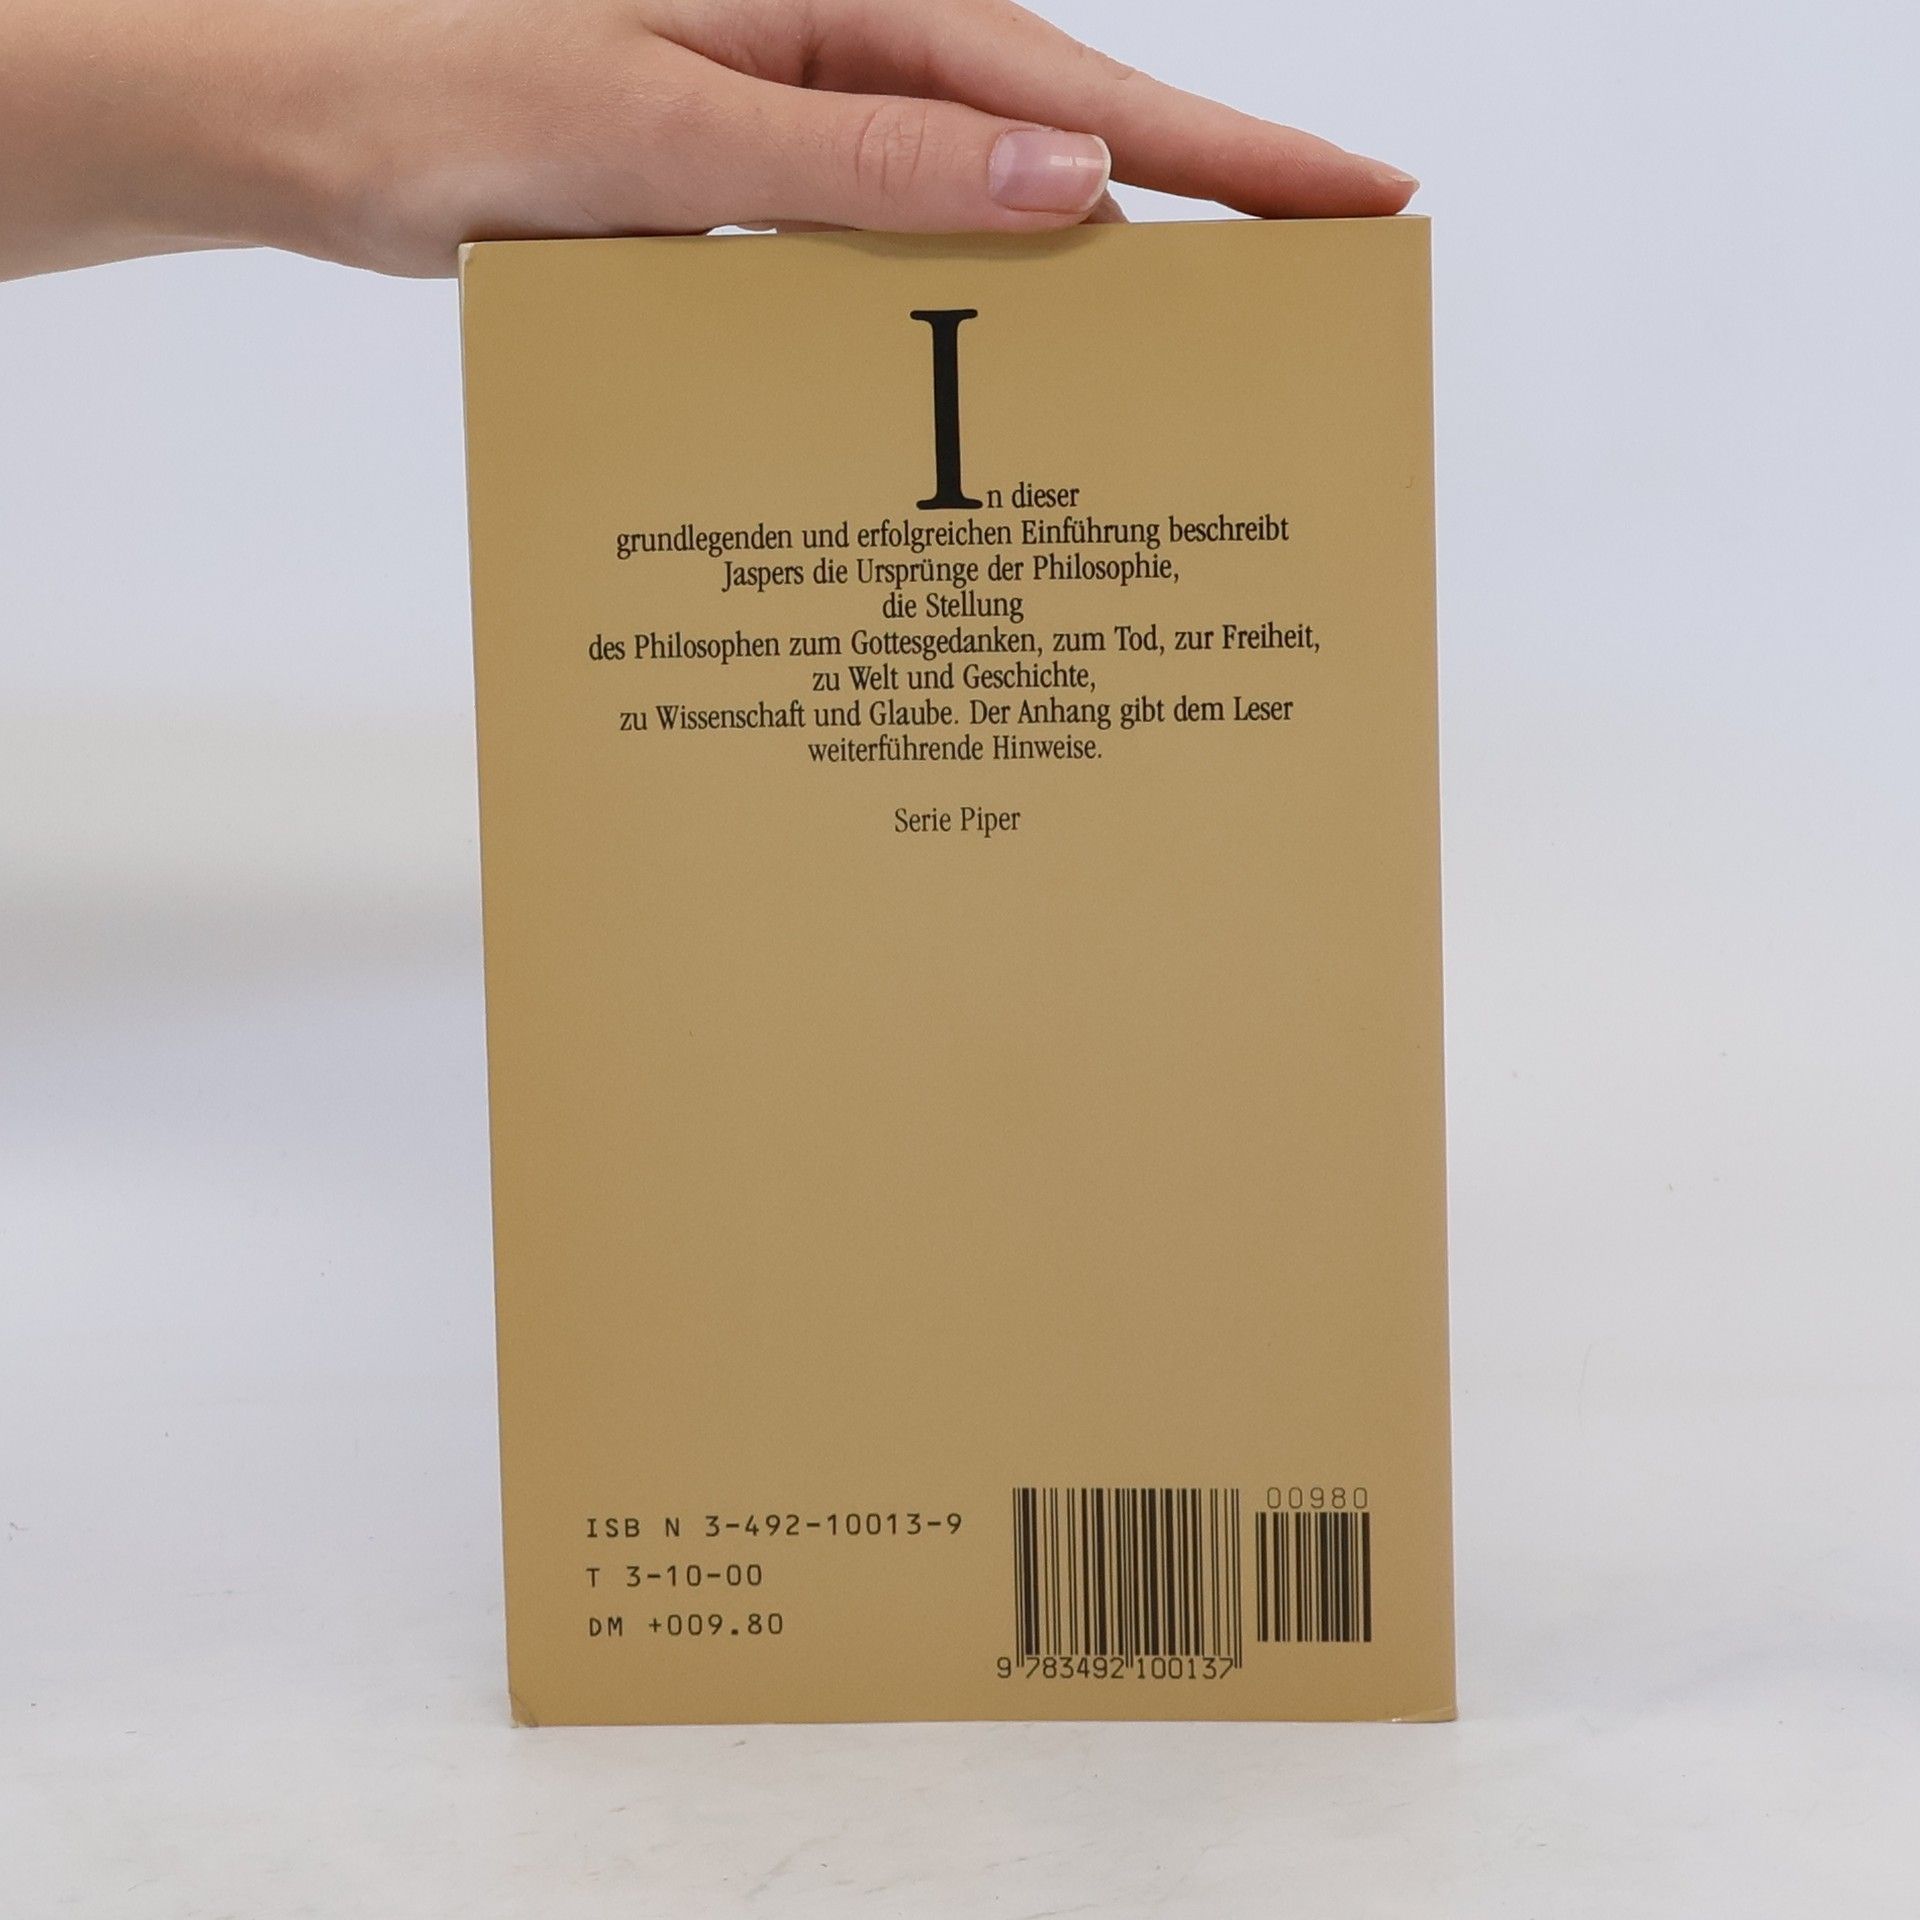 In dieser
grundlegenden und erfolgreichen Einführung beschreibt
Jaspers die Ursprünge der Philosophie,
die Stellung
des Philosophen zum Gottesgedanken, zum Tod, zur Freiheit,
zu Welt und Geschichte,
zu Wissenschaft und Glaube. Der Anhang gibt dem Leser
weiterführende Hinweise.
Serie Piper
ISB N 3-492-10013-9
T 3-10-00
DM +009.80
00980
9 783492 100137